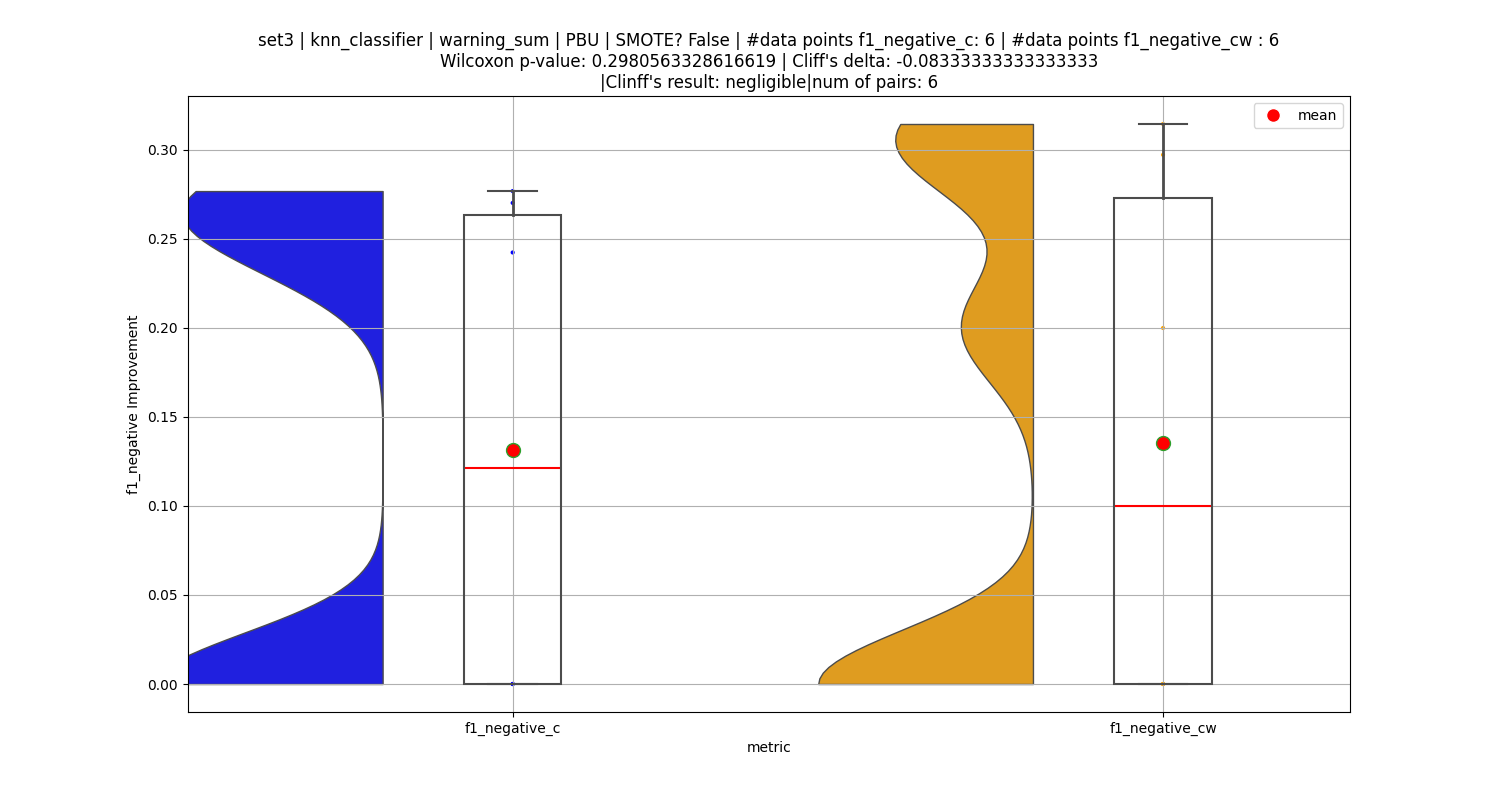 set3 | knn_classifier | warning_sum | PBU | SMOTE? False | #data points f1_negative_c: 6 | #data points f1_negative_cw : 6
Wilcoxon p-value: 0.2980563328616619 | Cliff's delta: -0.08333333333333333
|Clinff's result: negligible|num of pairs: 6
mean
0.30
0.25
0.20
0.15
0.10
0.05
0.00
f1_negative Improvement
f1_negative_c
f1_negative_cw
metric